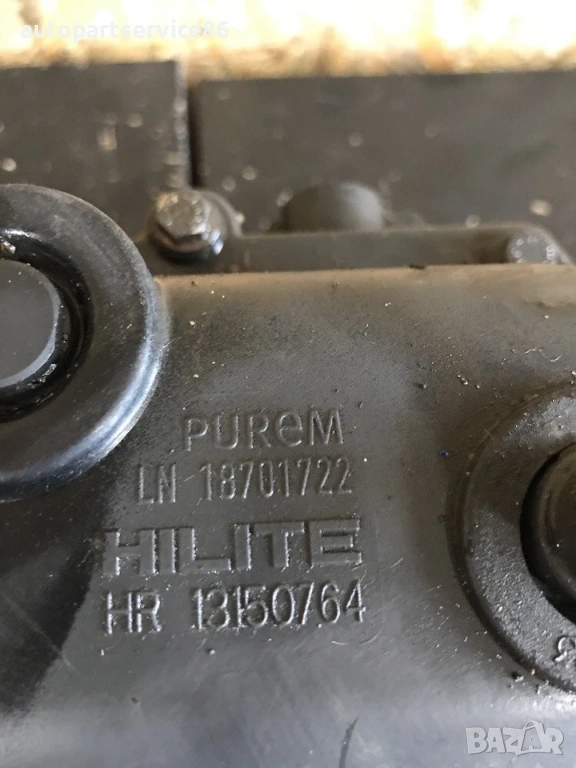 autopartservice86
PUReM
LN 18701722
HILITE
HR 13150764
BAZAR